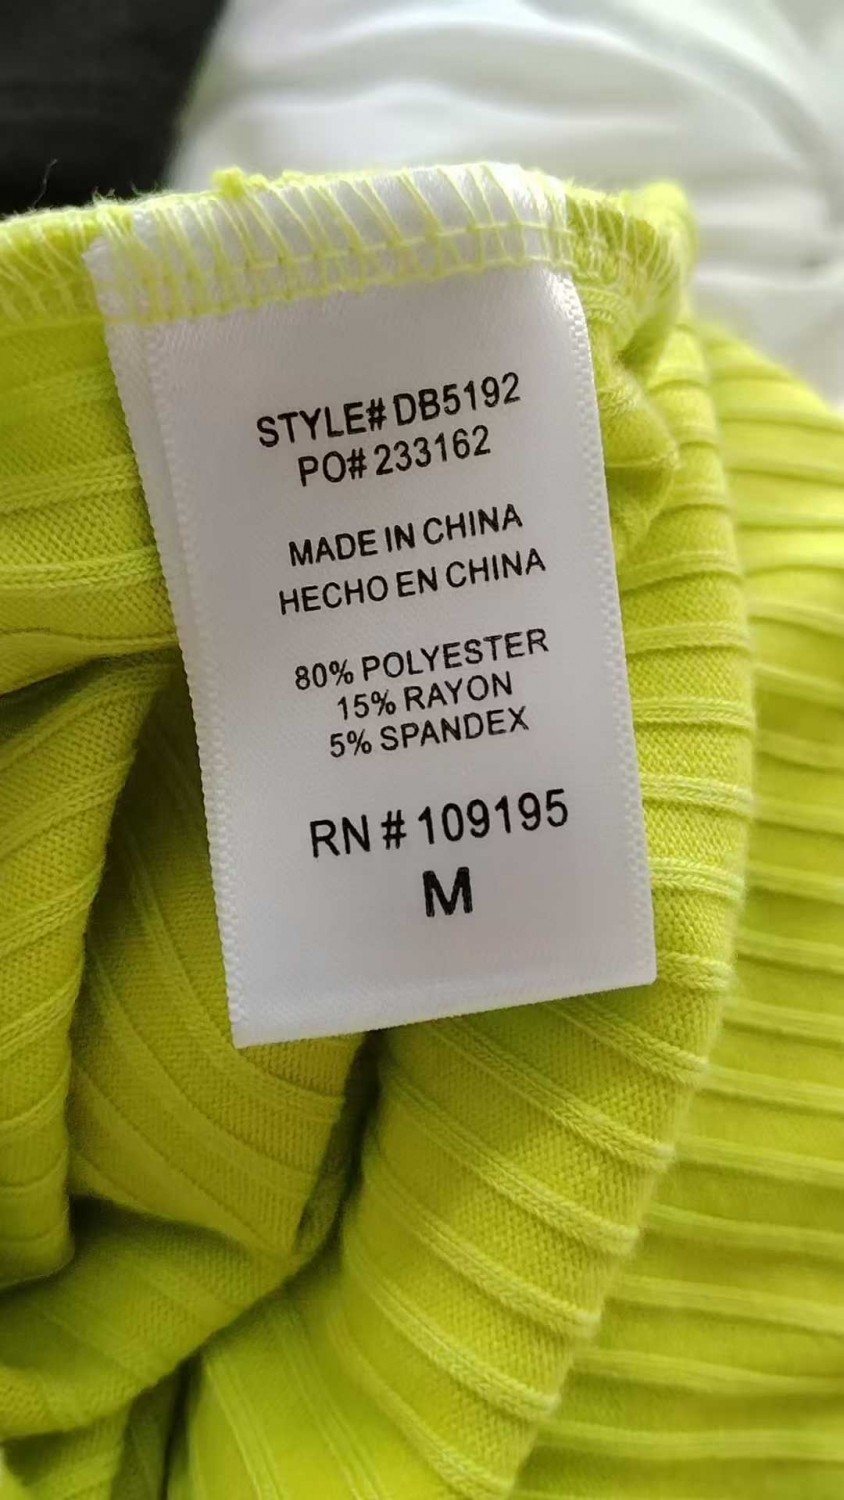 STYLE# DB5192
PO# 233162
MADE IN CHINA
HECHO EN CHINA
80% POLYESTER
15% RAYON
5% SPANDEX
RN # 109195
M